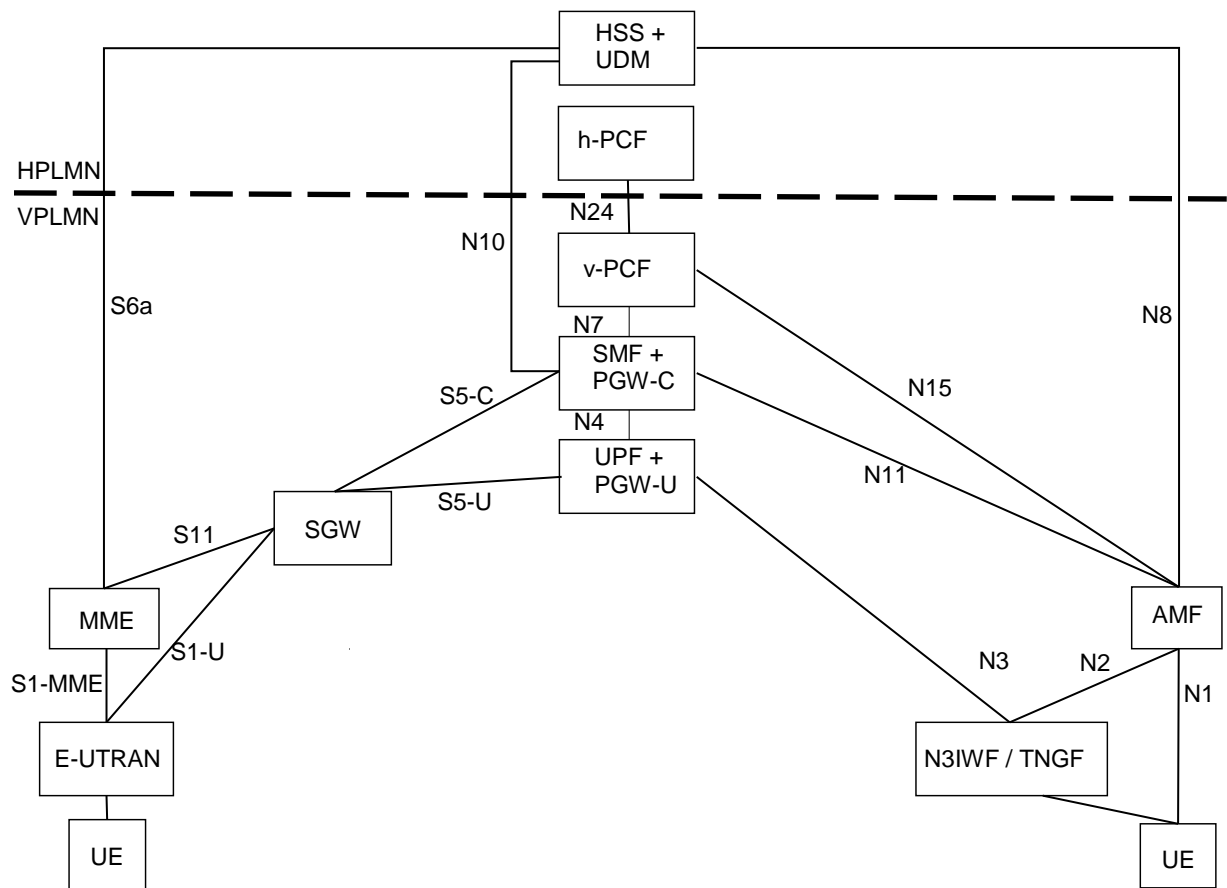 HSS +
UDM
h-PCF
HPLMN
VPLMN
N24
N10
v-PCF
S6a
N8
N7
SMF +
PGW-C
N15
S5-C
N4
UPF +
PGW-U
N11
S5-U
SGW
S11
MME
AMF
S1-U
N3
N2
S1-MME
N1
E-UTRAN
N3IWF / TNGF
UE
UE